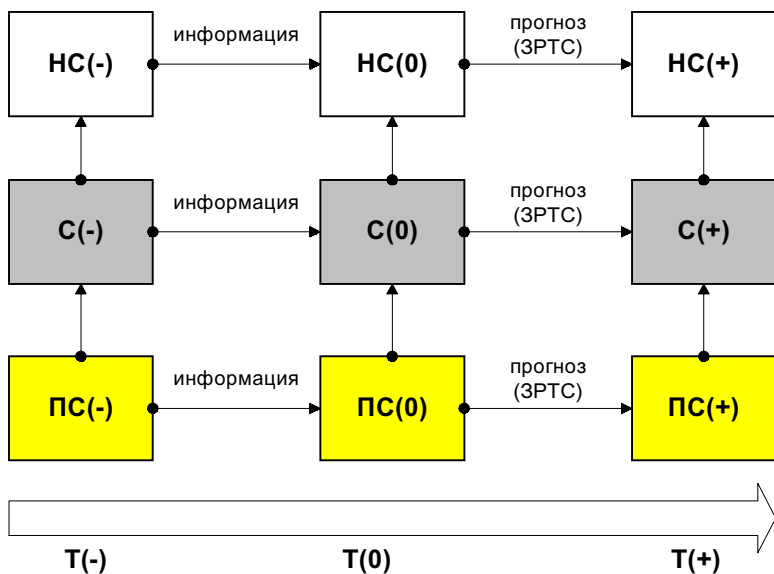 НС(-)
информация
НС(0)
прогноз
(ЗРТС)
НС(+)
С(-)
информация
С(0)
прогноз
(ЗРТС)
С(+)
ПС(-)
информация
ПС(0)
прогноз
(ЗРТС)
ПС(+)
Т(-)
Т(0)
Т(+)